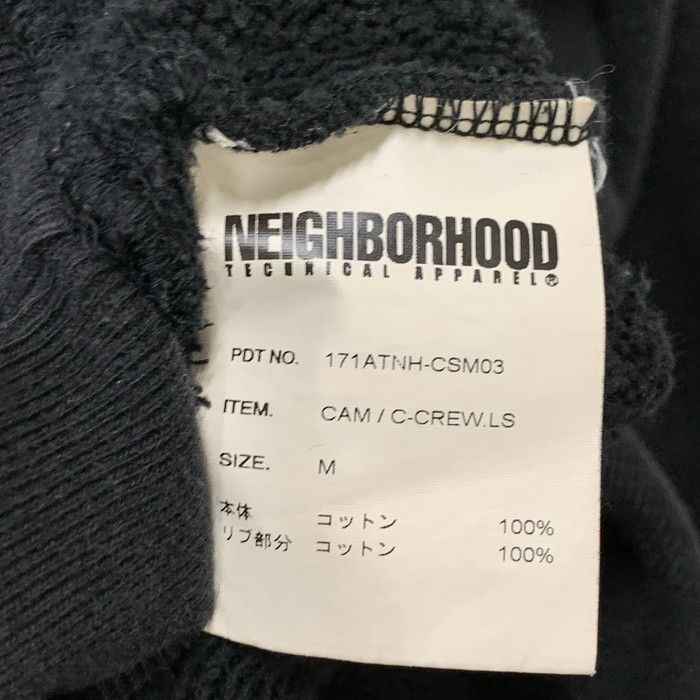 NEIGHBORHOOD
TECHNICAL APPAREL®
PDT NO. 171ATNH-CSM03
ITEM. CAM / C-CREW.LS
SIZE. M
本体 コットン 100%
リブ部分 コットン 100%